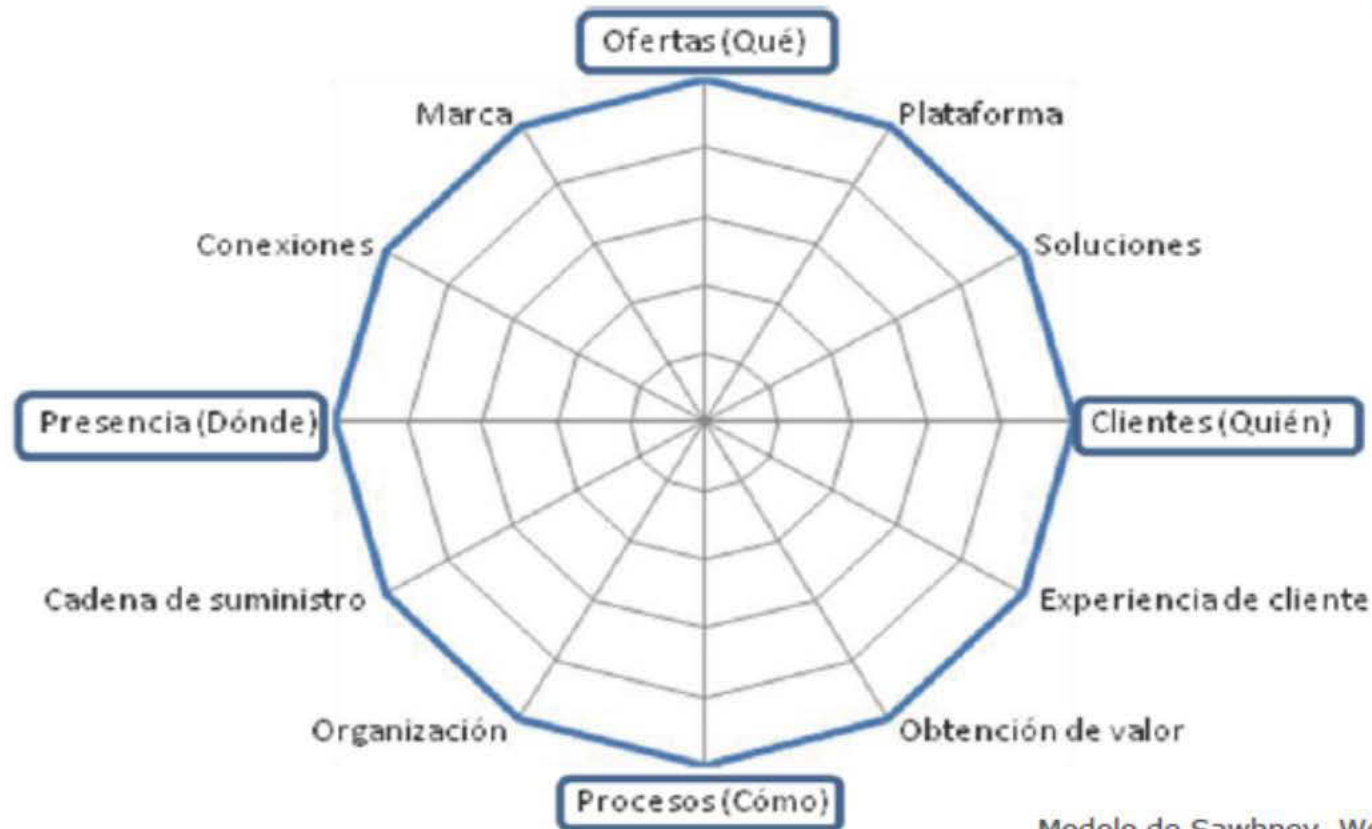 Ofertas (Qué)
Marca
Plataforma
Conexiones
Soluciones
Presencia (Dónde)
Clientes (Quién)
Cadena de suministro
Experiencia de cliente
Organización
Obtención de valor
Procesos (Cómo)
Modelo de Sawhney